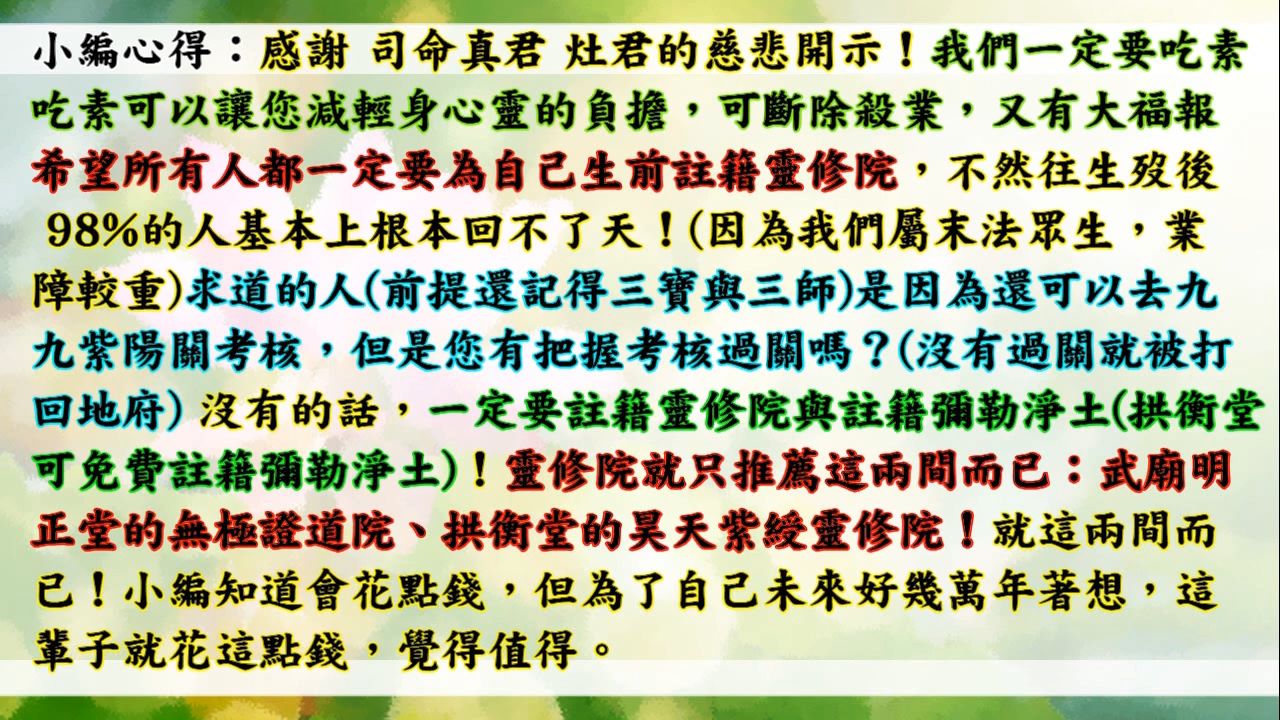 小編心得：感謝 司命真君 灶君的慈悲開示！我們一定要吃素
吃素可以讓您減輕身心靈的負擔，可斷除殺業，又有大福報
希望所有人都一定要為自己生前註籍靈修院，不然往生歿後
98%的人基本上根本回不了天！(因為我們屬末法眾生，業
障較重)求道的人(前提還記得三寶與三師)是因為還可以去九
九紫陽關考核，但是您有把握考核過關嗎？(沒有過關就被打
回地府) 沒有的話，一定要註籍靈修院與註籍彌勒淨土(拱衡堂
可免費註籍彌勒淨土)！靈修院就只推薦這兩間而已：武廟明
正堂的無極證道院、拱衡堂的昊天紫綬靈修院！就這兩間而
已！小編知道會花點錢，但為了自己未來好幾萬年著想，這
輩子就花這點錢，覺得值得。